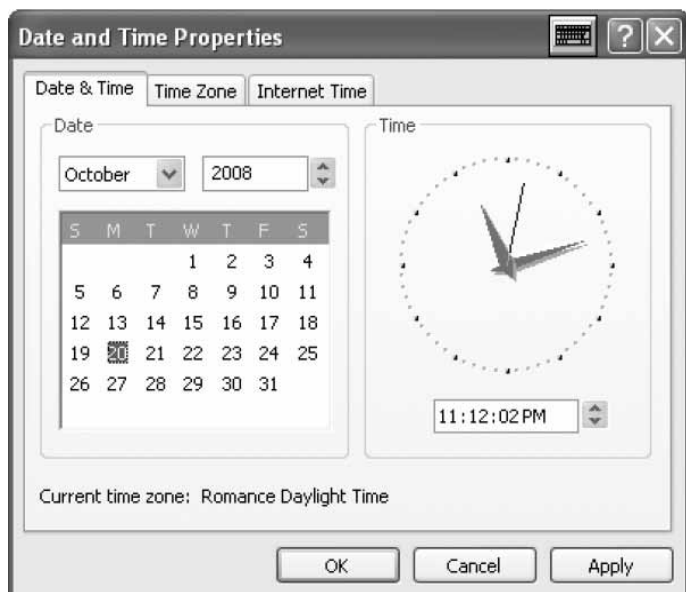 Date and Time Properties
Date & Time Time Zone Internet Time
Date
October 2008
S M T W T F S
1 2 3 4
5 6 7 8 9 10 11
12 13 14 15 16 17 18
19 20 21 22 23 24 25
26 27 28 29 30 31
Time
11:12:02 PM
Current time zone: Romance Daylight Time
OK Cancel Apply